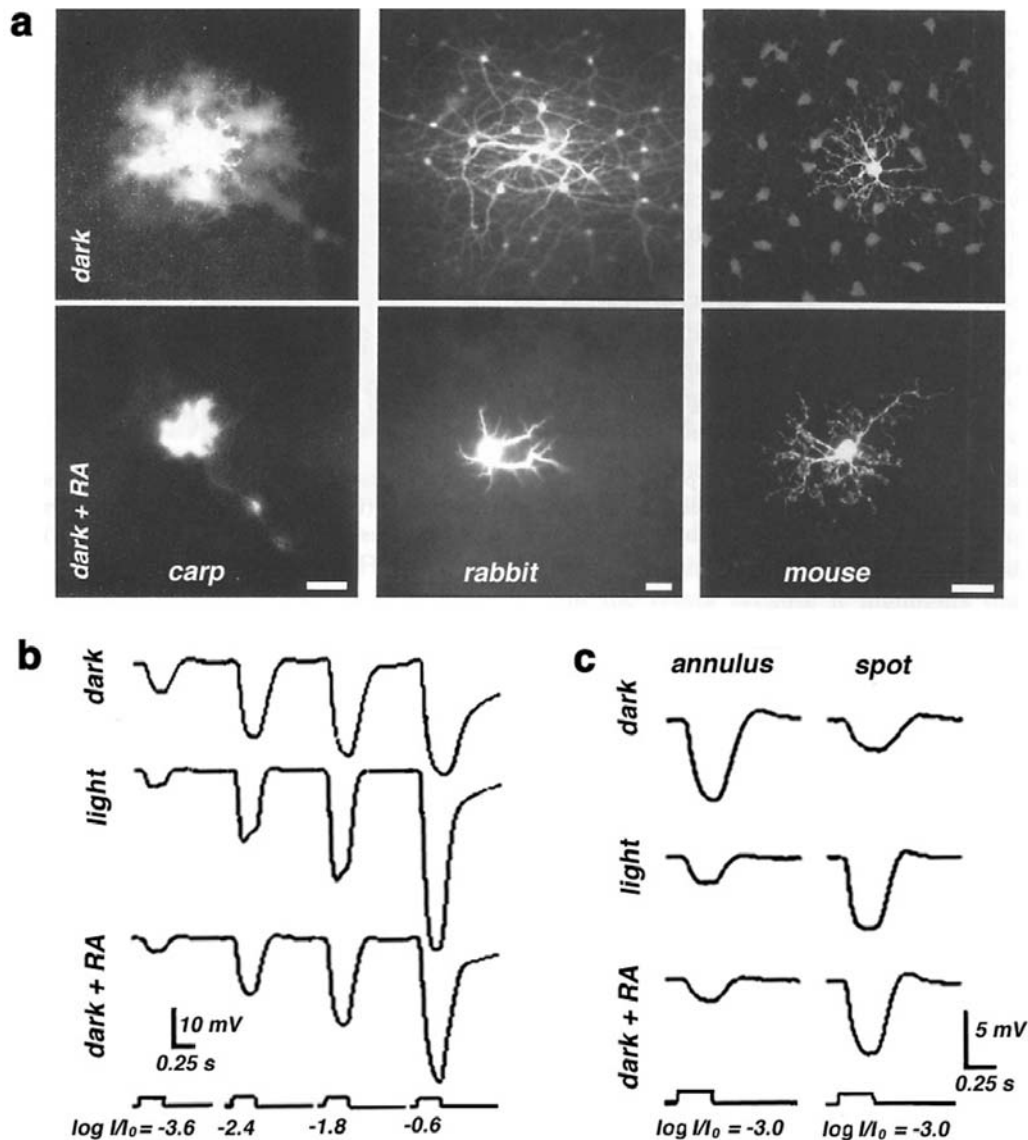 a
dark
dark + RA
carp
rabbit
mouse
b
dark
light
dark + RA
10 mV
0.25 s
log I/I₀ = -3.6 -2.4 -1.8 -0.6
c
annulus spot
dark
light
dark + RA
5 mV
0.25 s
log I/I₀ = -3.0 log I/I₀ = -3.0